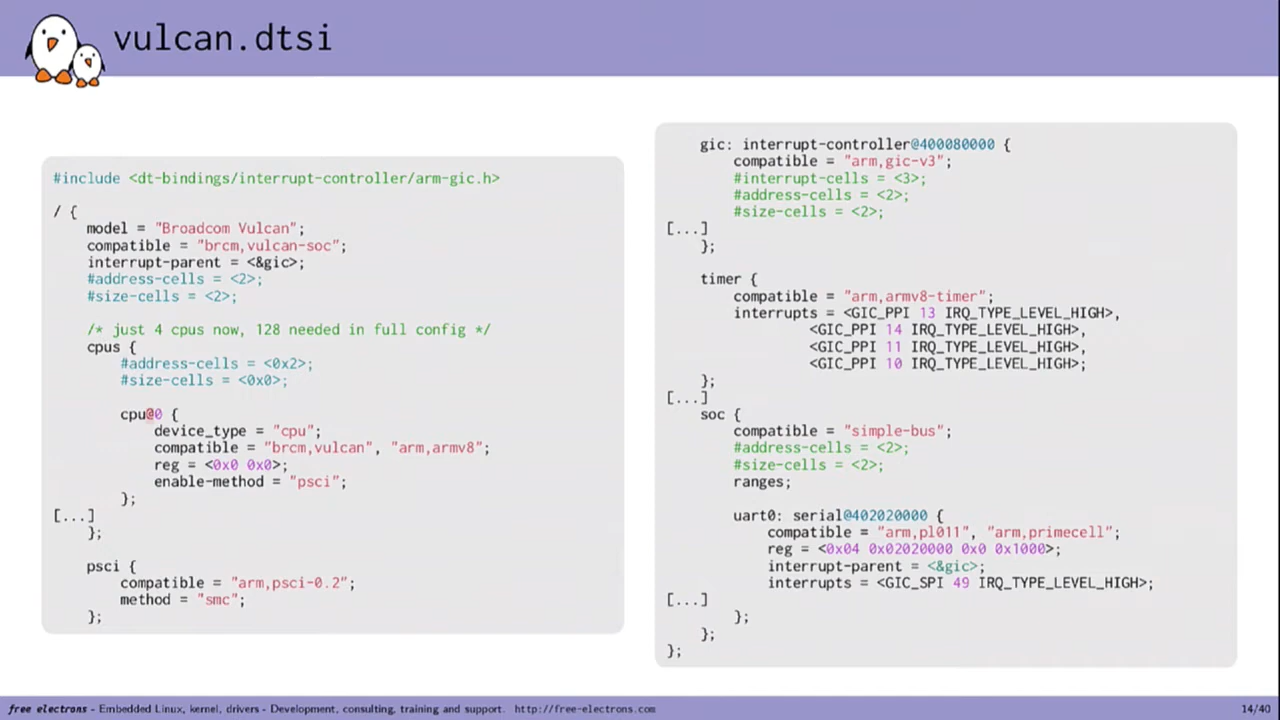 vulcan.dtsi
#include <dt-bindings/interrupt-controller/arm-gic.h>
/ {
model = "Broadcom Vulcan";
compatible = "brcm,vulcan-soc";
interrupt-parent = <&gic>;
#address-cells = <2>;
#size-cells = <2>;
/* just 4 cpus now, 128 needed in full config */
cpus {
#address-cells = <0x2>;
#size-cells = <0x0>;
cpu@0 {
device_type = "cpu";
compatible = "brcm,vulcan", "arm,armv8";
reg = <0x0 0x0>;
enable-method = "psci";
};
[...]
};
psci {
compatible = "arm,psci-0.2";
method = "smc";
};
gic: interrupt-controller@400080000 {
compatible = "arm,gic-v3";
#interrupt-cells = <3>;
#address-cells = <2>;
#size-cells = <2>;
[...]
};
timer {
compatible = "arm,armv8-timer";
interrupts = <GIC_PPI 13 IRQ_TYPE_LEVEL_HIGH>,
<GIC_PPI 14 IRQ_TYPE_LEVEL_HIGH>,
<GIC_PPI 11 IRQ_TYPE_LEVEL_HIGH>,
<GIC_PPI 10 IRQ_TYPE_LEVEL_HIGH>;
};
[...]
soc {
compatible = "simple-bus";
#address-cells = <2>;
#size-cells = <2>;
ranges;
uart0: serial@402020000 {
compatible = "arm,pl011", "arm,primecell";
reg = <0x04 0x02020000 0x0 0x1000>;
interrupt-parent = <&gic>;
interrupts = <GIC_SPI 49 IRQ_TYPE_LEVEL_HIGH>;
[...]
};
};
};
free electrons - Embedded Linux, kernel, drivers - Development, consulting, training and support. http://free-electrons.com 14/40